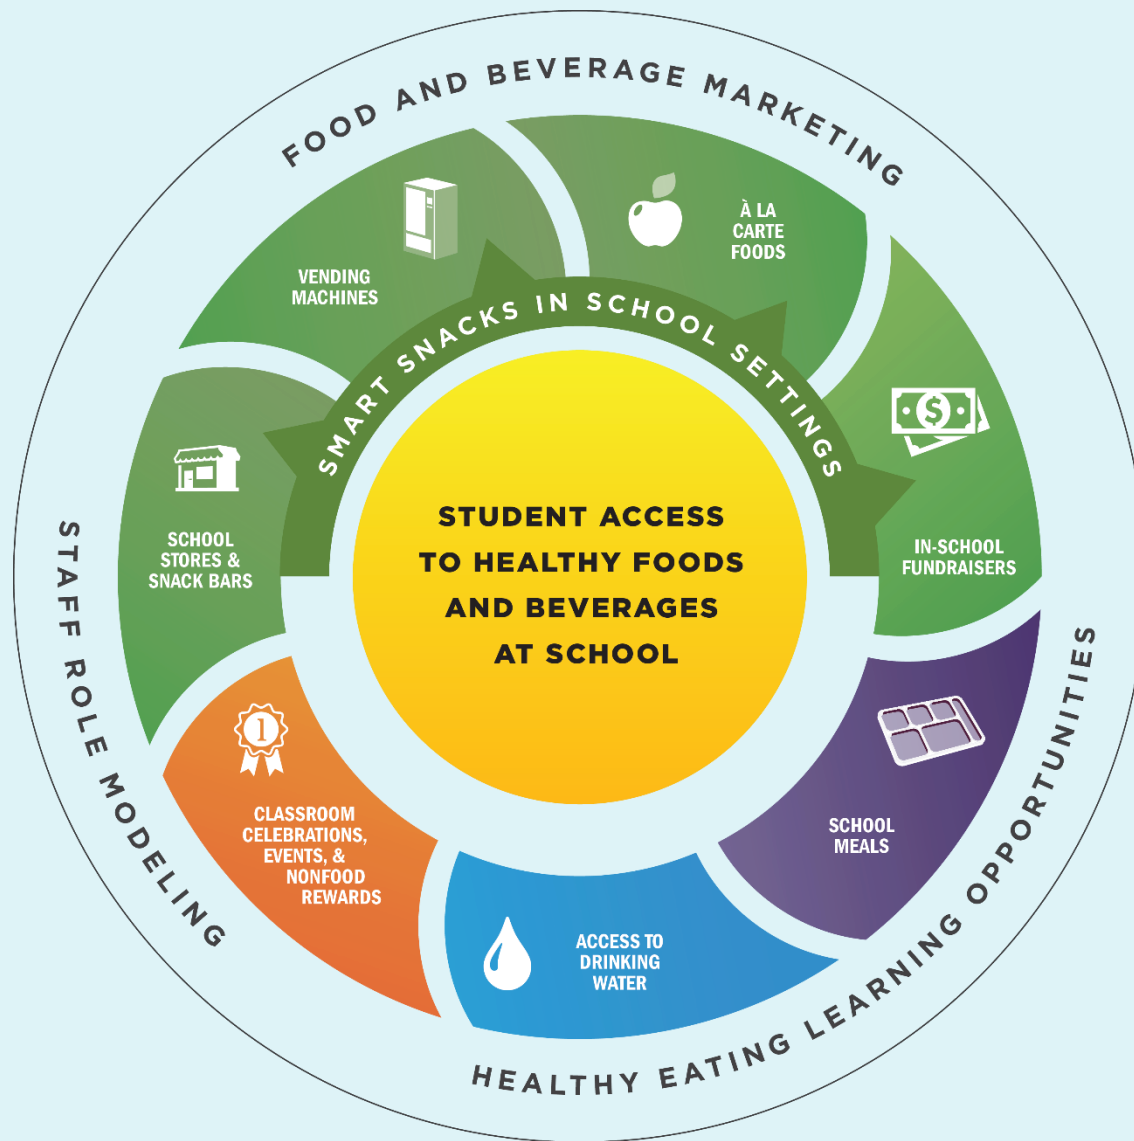 FOOD AND BEVERAGE MARKETING
À LA
CARTE
FOODS
VENDING
MACHINES
SMART SNACKS IN SCHOOL SETTINGS
$
IN-SCHOOL
FUNDRAISERS
SCHOOL
STORES &
SNACK BARS
STUDENT ACCESS
TO HEALTHY FOODS
AND BEVERAGES
AT SCHOOL
1
CLASSROOM
CELEBRATIONS,
EVENTS, &
NONFOOD
REWARDS
SCHOOL
MEALS
ACCESS TO
DRINKING
WATER
STAFF ROLE MODELING
HEALTHY EATING LEARNING OPPORTUNITIES